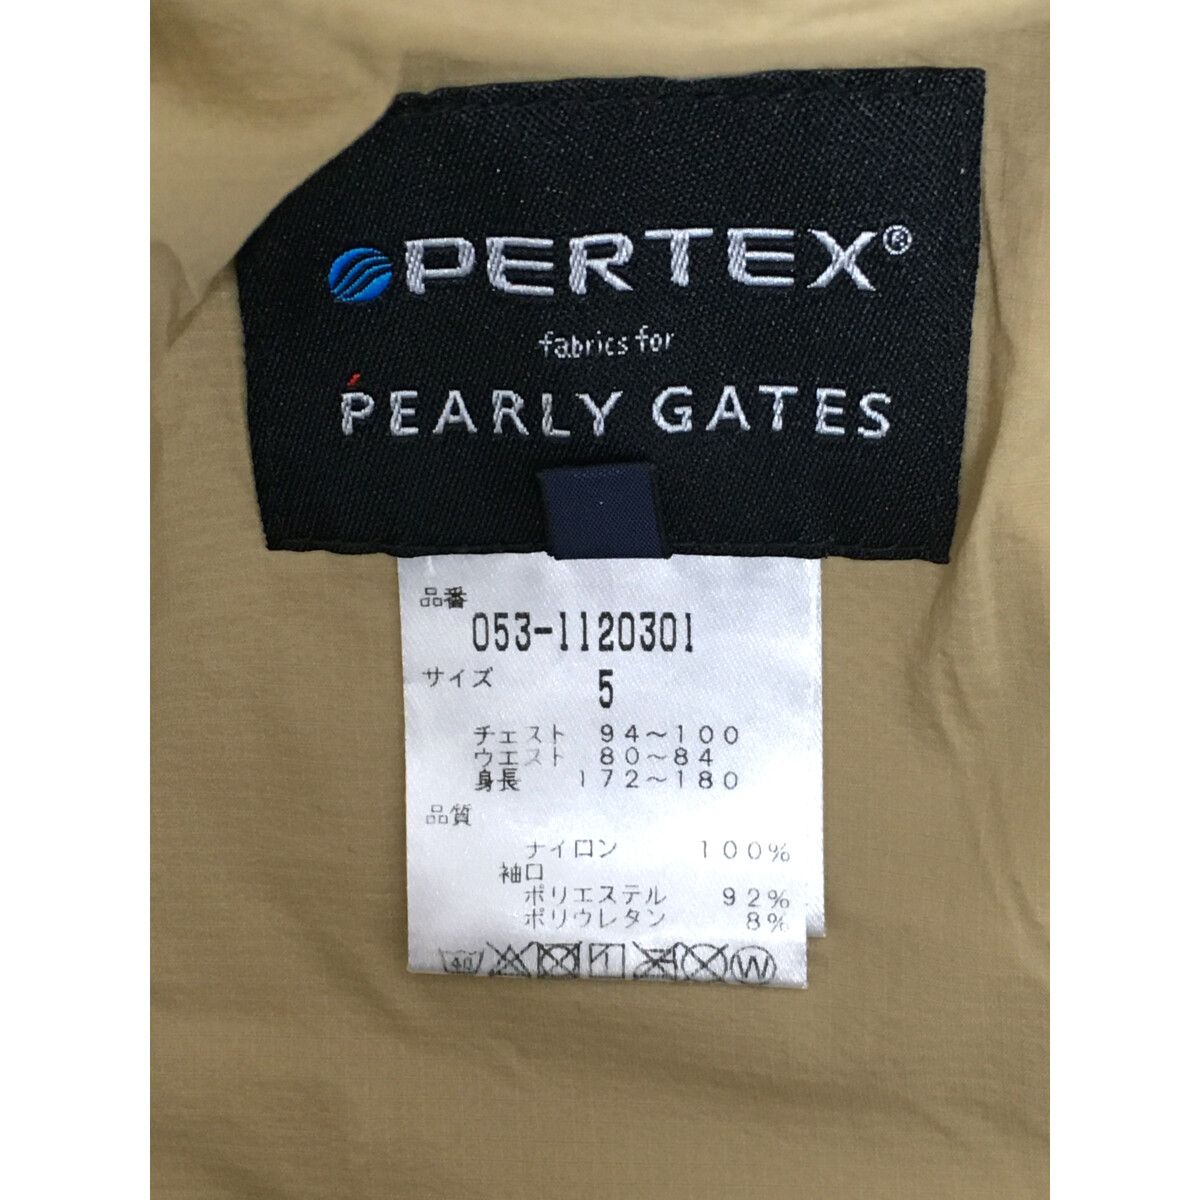 PERTEX®
fabrics for
PEARLY GATES
品番
053-1120301
サイズ
5
チェスト 94～100
ウエスト 80～84
身長 172～180
品質
ナイロン 100%
袖口
ポリエステル 92%
ポリウレタン 8%
40 W